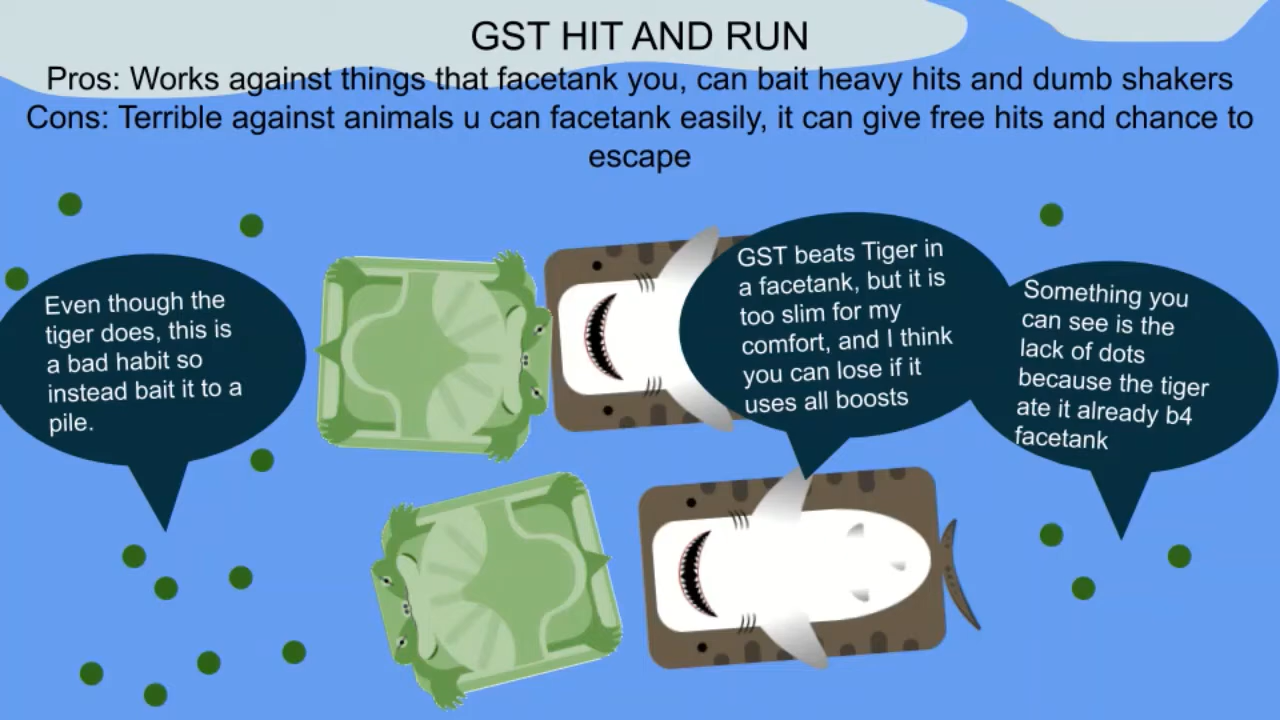 GST HIT AND RUN
Pros: Works against things that facetank you, can bait heavy hits and dumb shakers
Cons: Terrible against animals u can facetank easily, it can give free hits and chance to
escape
Even though the
tiger does, this is
a bad habit so
instead bait it to a
pile.
GST beats Tiger in
a facetank, but it is
too slim for my
comfort, and I think
you can lose if it
uses all boosts
Something you
can see is the
lack of dots
because the tiger
ate it already b4
facetank